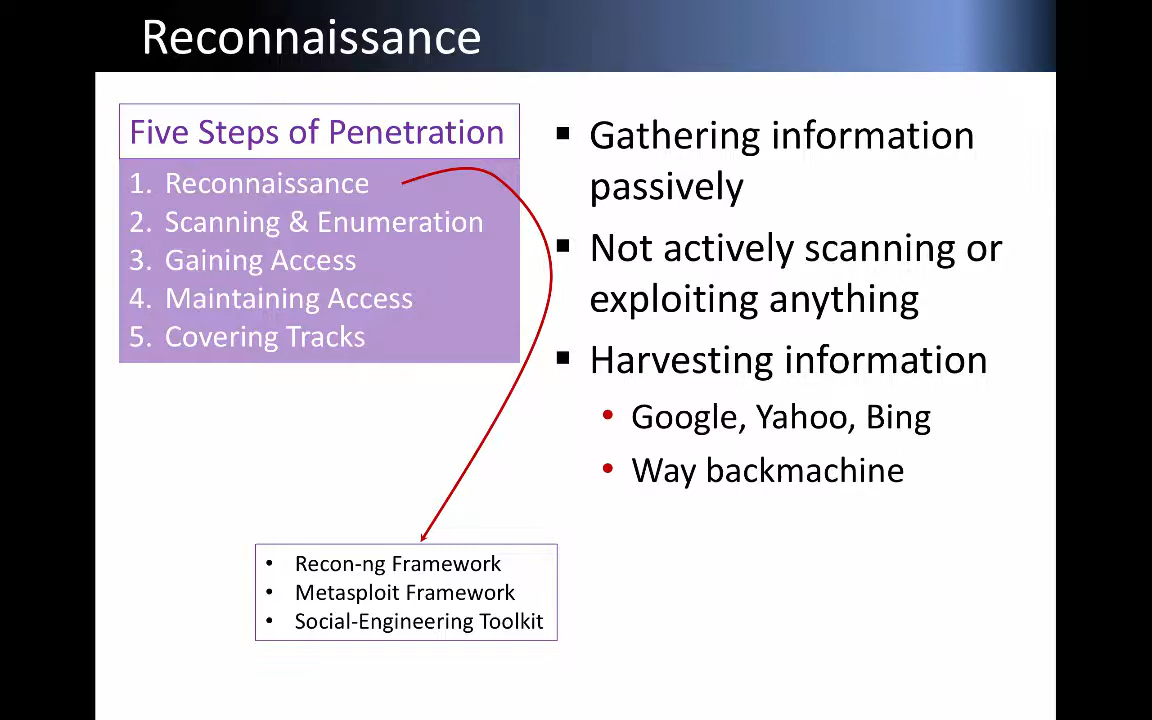 Reconnaissance
Five Steps of Penetration
1. Reconnaissance
2. Scanning & Enumeration
3. Gaining Access
4. Maintaining Access
5. Covering Tracks
▪ Gathering information
passively
▪ Not actively scanning or
exploiting anything
▪ Harvesting information
• Google, Yahoo, Bing
• Way backmachine
• Recon-ng Framework
• Metasploit Framework
• Social-Engineering Toolkit